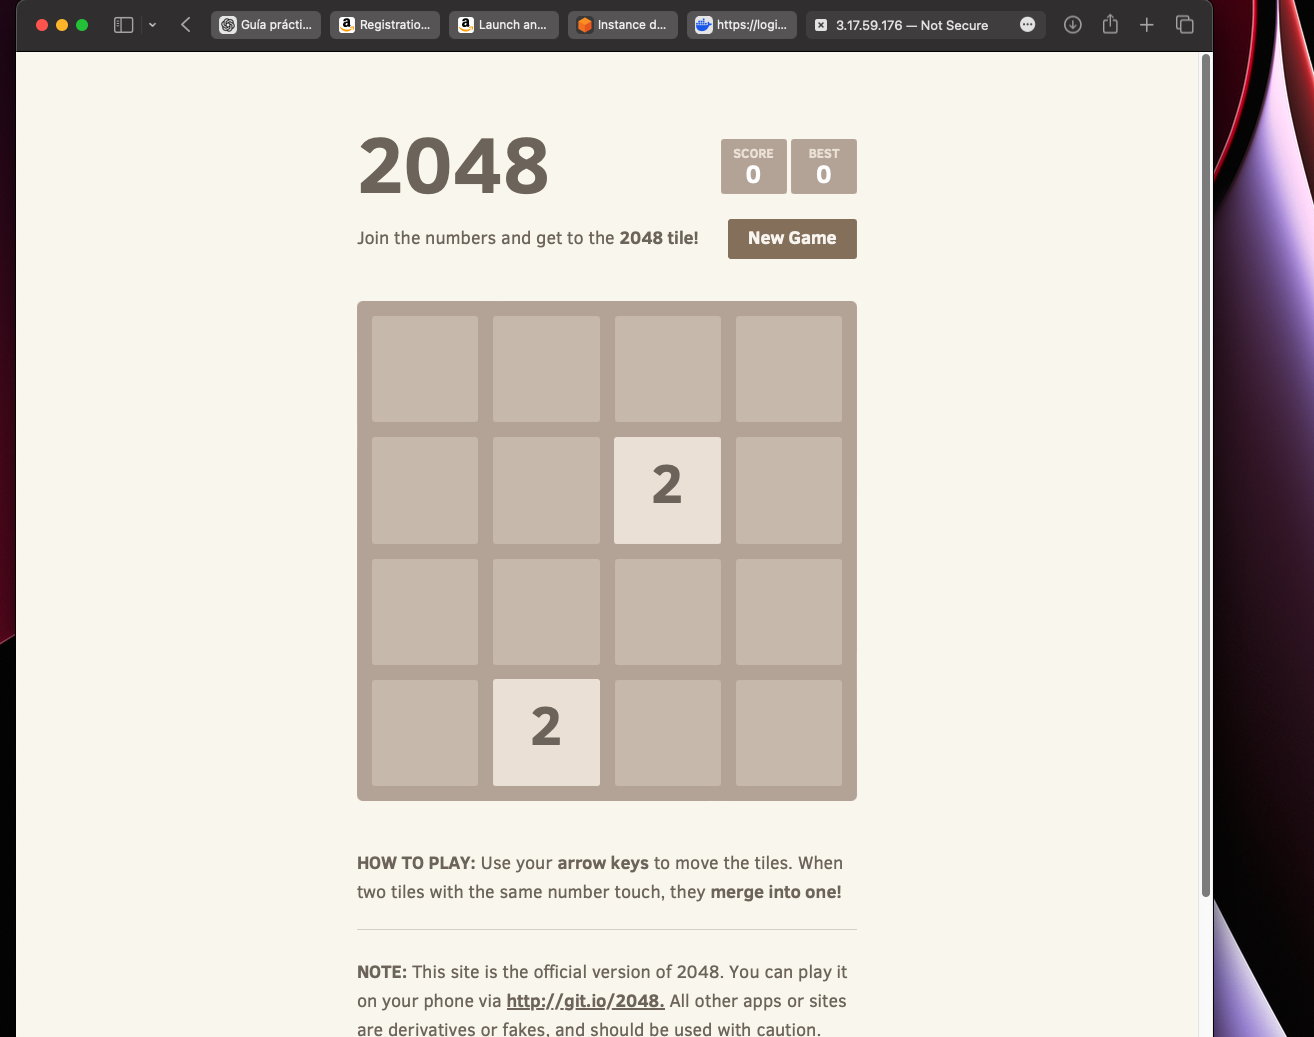 Guía prácti...
Registratio...
Launch an...
Instance d...
https://logi...
3.17.59.176 — Not Secure
2048
SCORE
0
BEST
0
Join the numbers and get to the 2048 tile!
New Game
2
2
HOW TO PLAY: Use your arrow keys to move the tiles. When
two tiles with the same number touch, they merge into one!
NOTE: This site is the official version of 2048. You can play it
on your phone via http://git.io/2048. All other apps or sites
are derivatives or fakes, and should be used with caution.